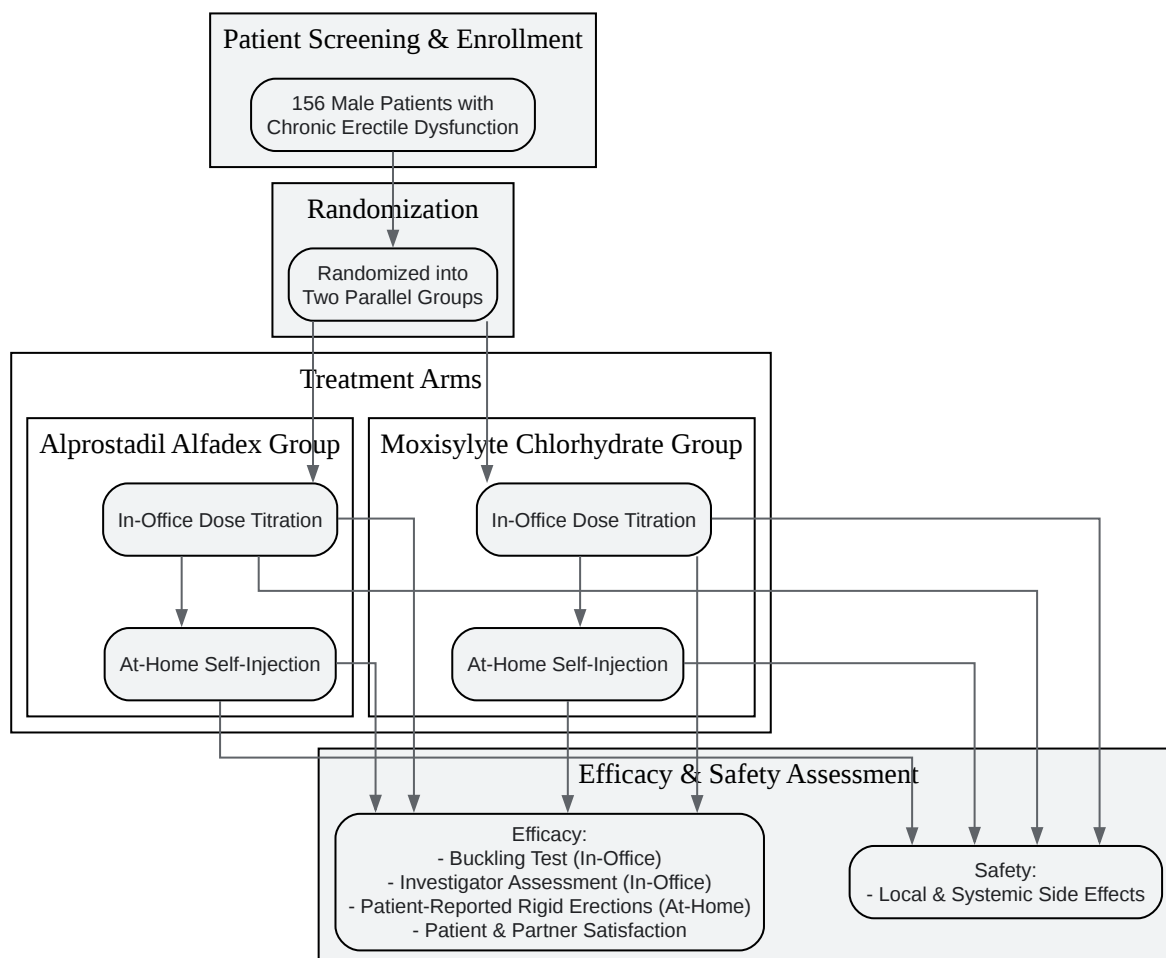 Patient Screening & Enrollment
156 Male Patients with
Chronic Erectile Dysfunction
Randomization
Randomized into
Two Parallel Groups
Treatment Arms
Alprostadil Alfadex Group
Moxisylyte Chlorhydrate Group
In-Office Dose Titration
In-Office Dose Titration
At-Home Self-Injection
At-Home Self-Injection
Efficacy & Safety Assessment
Efficacy:
- Buckling Test (In-Office)
- Investigator Assessment (In-Office)
- Patient-Reported Rigid Erections (At-Home)
- Patient & Partner Satisfaction
Safety:
- Local & Systemic Side Effects